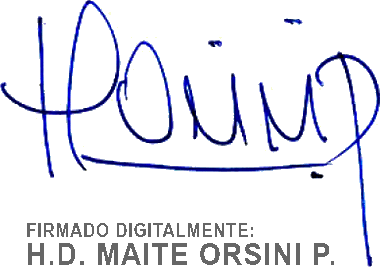 FIRMADO DIGITALMENTE:
H.D. MAITE ORSINI P.